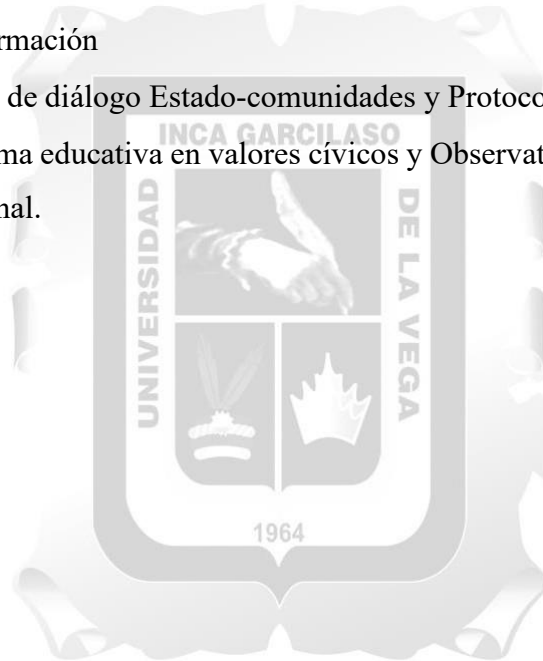 rmación
de diálogo Estado-comunidades y Protoco
ma educativa en valores cívicos y Observat
nal.
INCA GARCILASO
UNIVERSIDAD
DE LA VEGA
1964